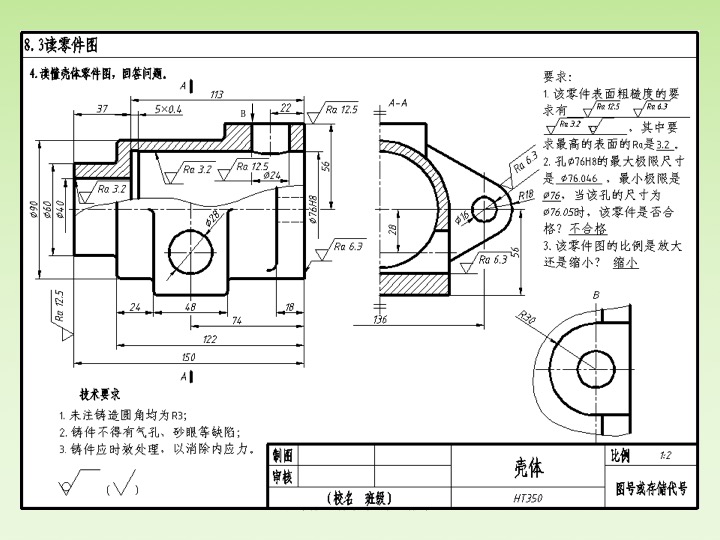 8.3读零件图
4.读懂壳体零件图，回答问题。
A
113
37
5×0.4
B
22
Ra 12.5
A-A
Ra 3.2
Ra 12.5
φ24
56
φ90
φ60
φ40
Ra 3.2
φ28
φ76H8
Ra 6.3
Ra 12.5
24
48
18
74
122
150
A
Ra 6.3
R18
φ16
28
56
Ra 6.3
136
要求：
1. 该零件表面粗糙度的要
求有 Ra 12.5 Ra 6.3
Ra 3.2 ，其中要
求最高的表面的Ra是3.2 。
2. 孔φ76H8的最大极限尺寸
是 φ76.046 ，最小极限是
φ76，当该孔的尺寸为
φ76.05时，该零件是否合
格？ 不合格
3. 该零件图的比例是放大
还是缩小？ 缩小
B
R30
技术要求
1. 未注铸造圆角均为R3；
2. 铸件不得有气孔、砂眼等缺陷；
3. 铸件应时效处理，以消除内应力。
( )
制图
审核
(校名 班级)
壳体
HT350
比例 1:2
图号或存储代号